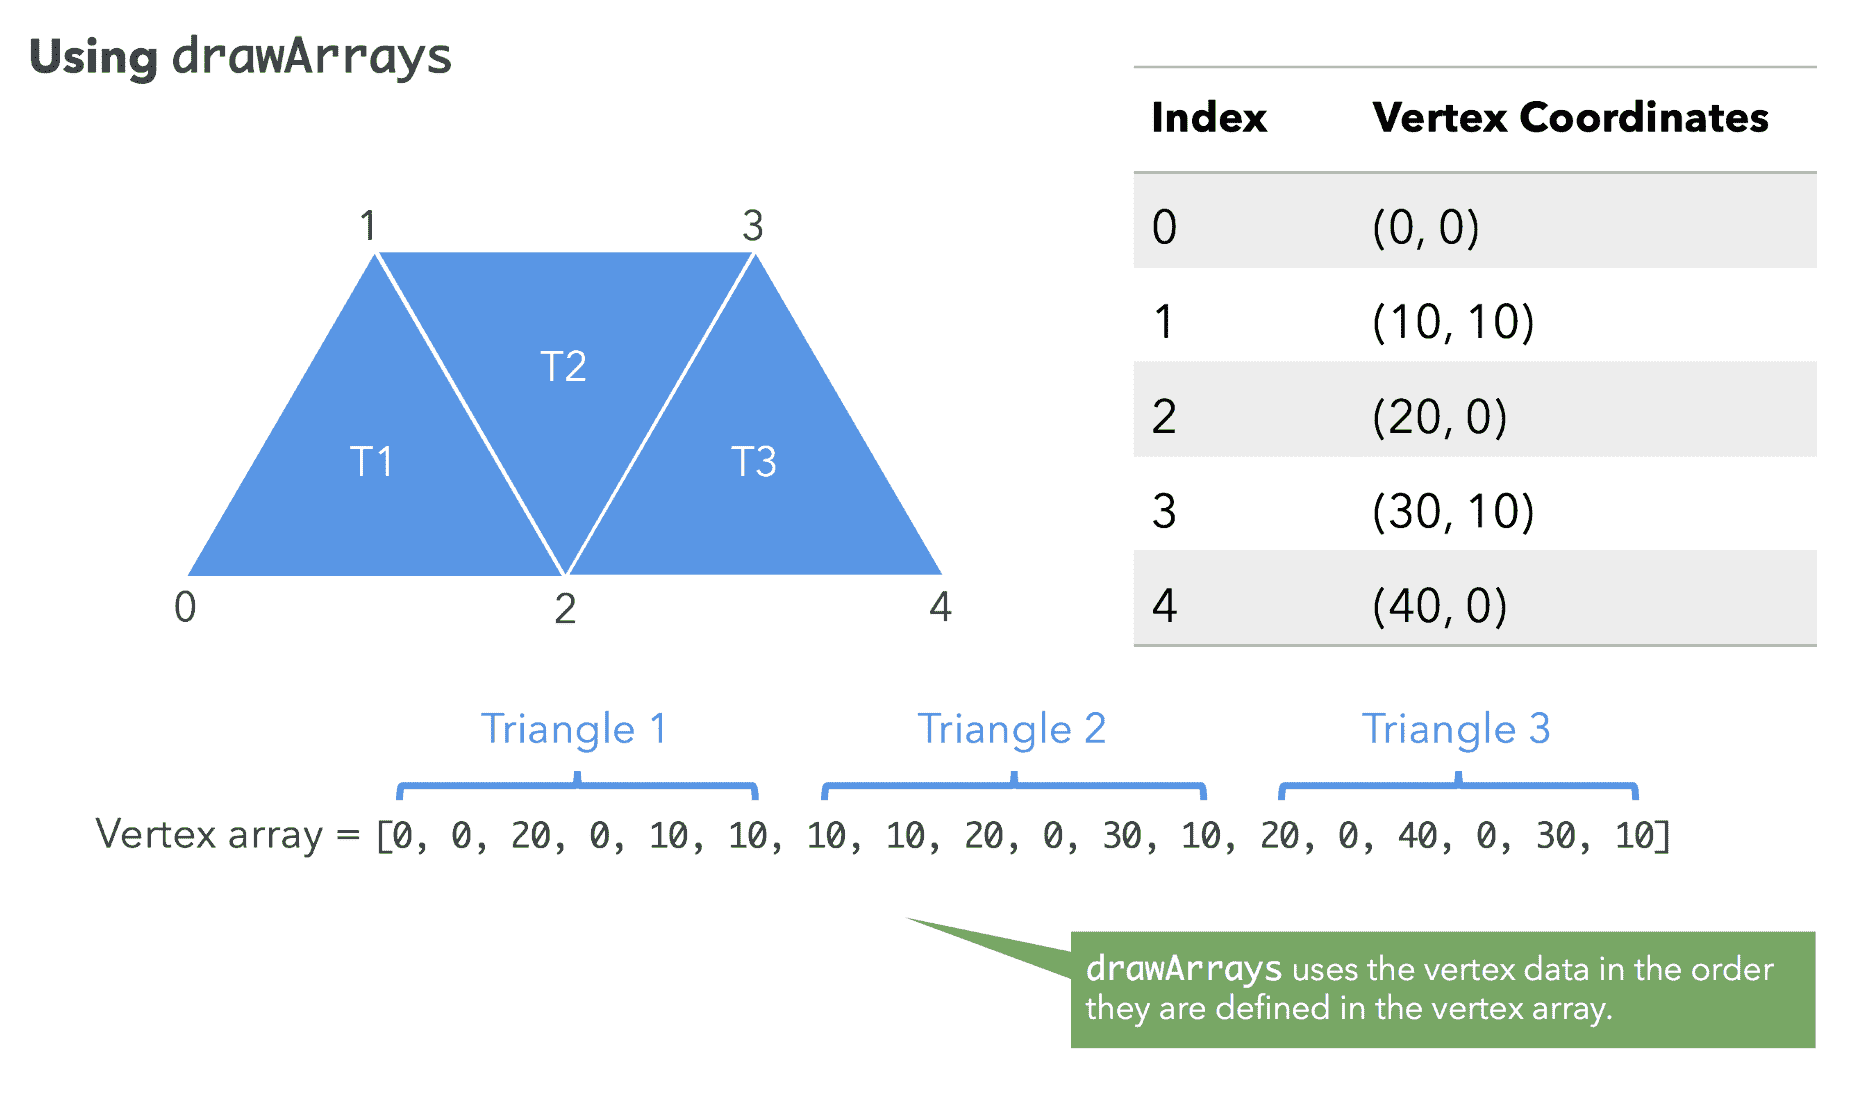 Using drawArrays
Index Vertex Coordinates
0 (0, 0)
1 (10, 10)
2 (20, 0)
3 (30, 10)
4 (40, 0)
1 3
T2
T1 T3
0 2 4
Triangle 1 Triangle 2 Triangle 3
Vertex array = [0, 0, 20, 0, 10, 10, 10, 10, 20, 0, 30, 10, 20, 0, 40, 0, 30, 10]
drawArrays uses the vertex data in the order
they are defined in the vertex array.